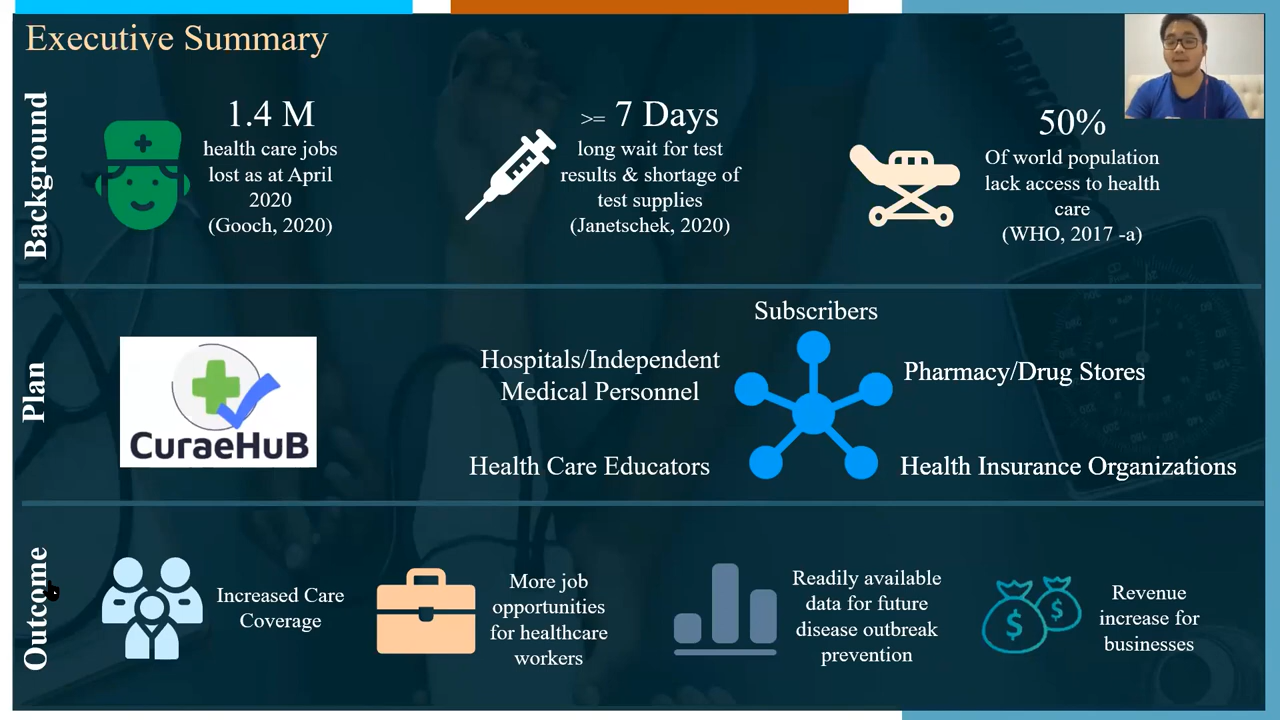 Executive Summary
Background
1.4 M
health care jobs
lost as at April
2020
(Gooch, 2020)
>= 7 Days
long wait for test
results & shortage of
test supplies
(Janetschek, 2020)
50%
Of world population
lack access to health
care
(WHO, 2017 -a)
Plan
CuraeHuB
Subscribers
Hospitals/Independent
Medical Personnel
Pharmacy/Drug Stores
Health Care Educators
Health Insurance Organizations
Outcome
Increased Care
Coverage
More job
opportunities
for healthcare
workers
Readily available
data for future
disease outbreak
prevention
$
$
Revenue
increase for
businesses